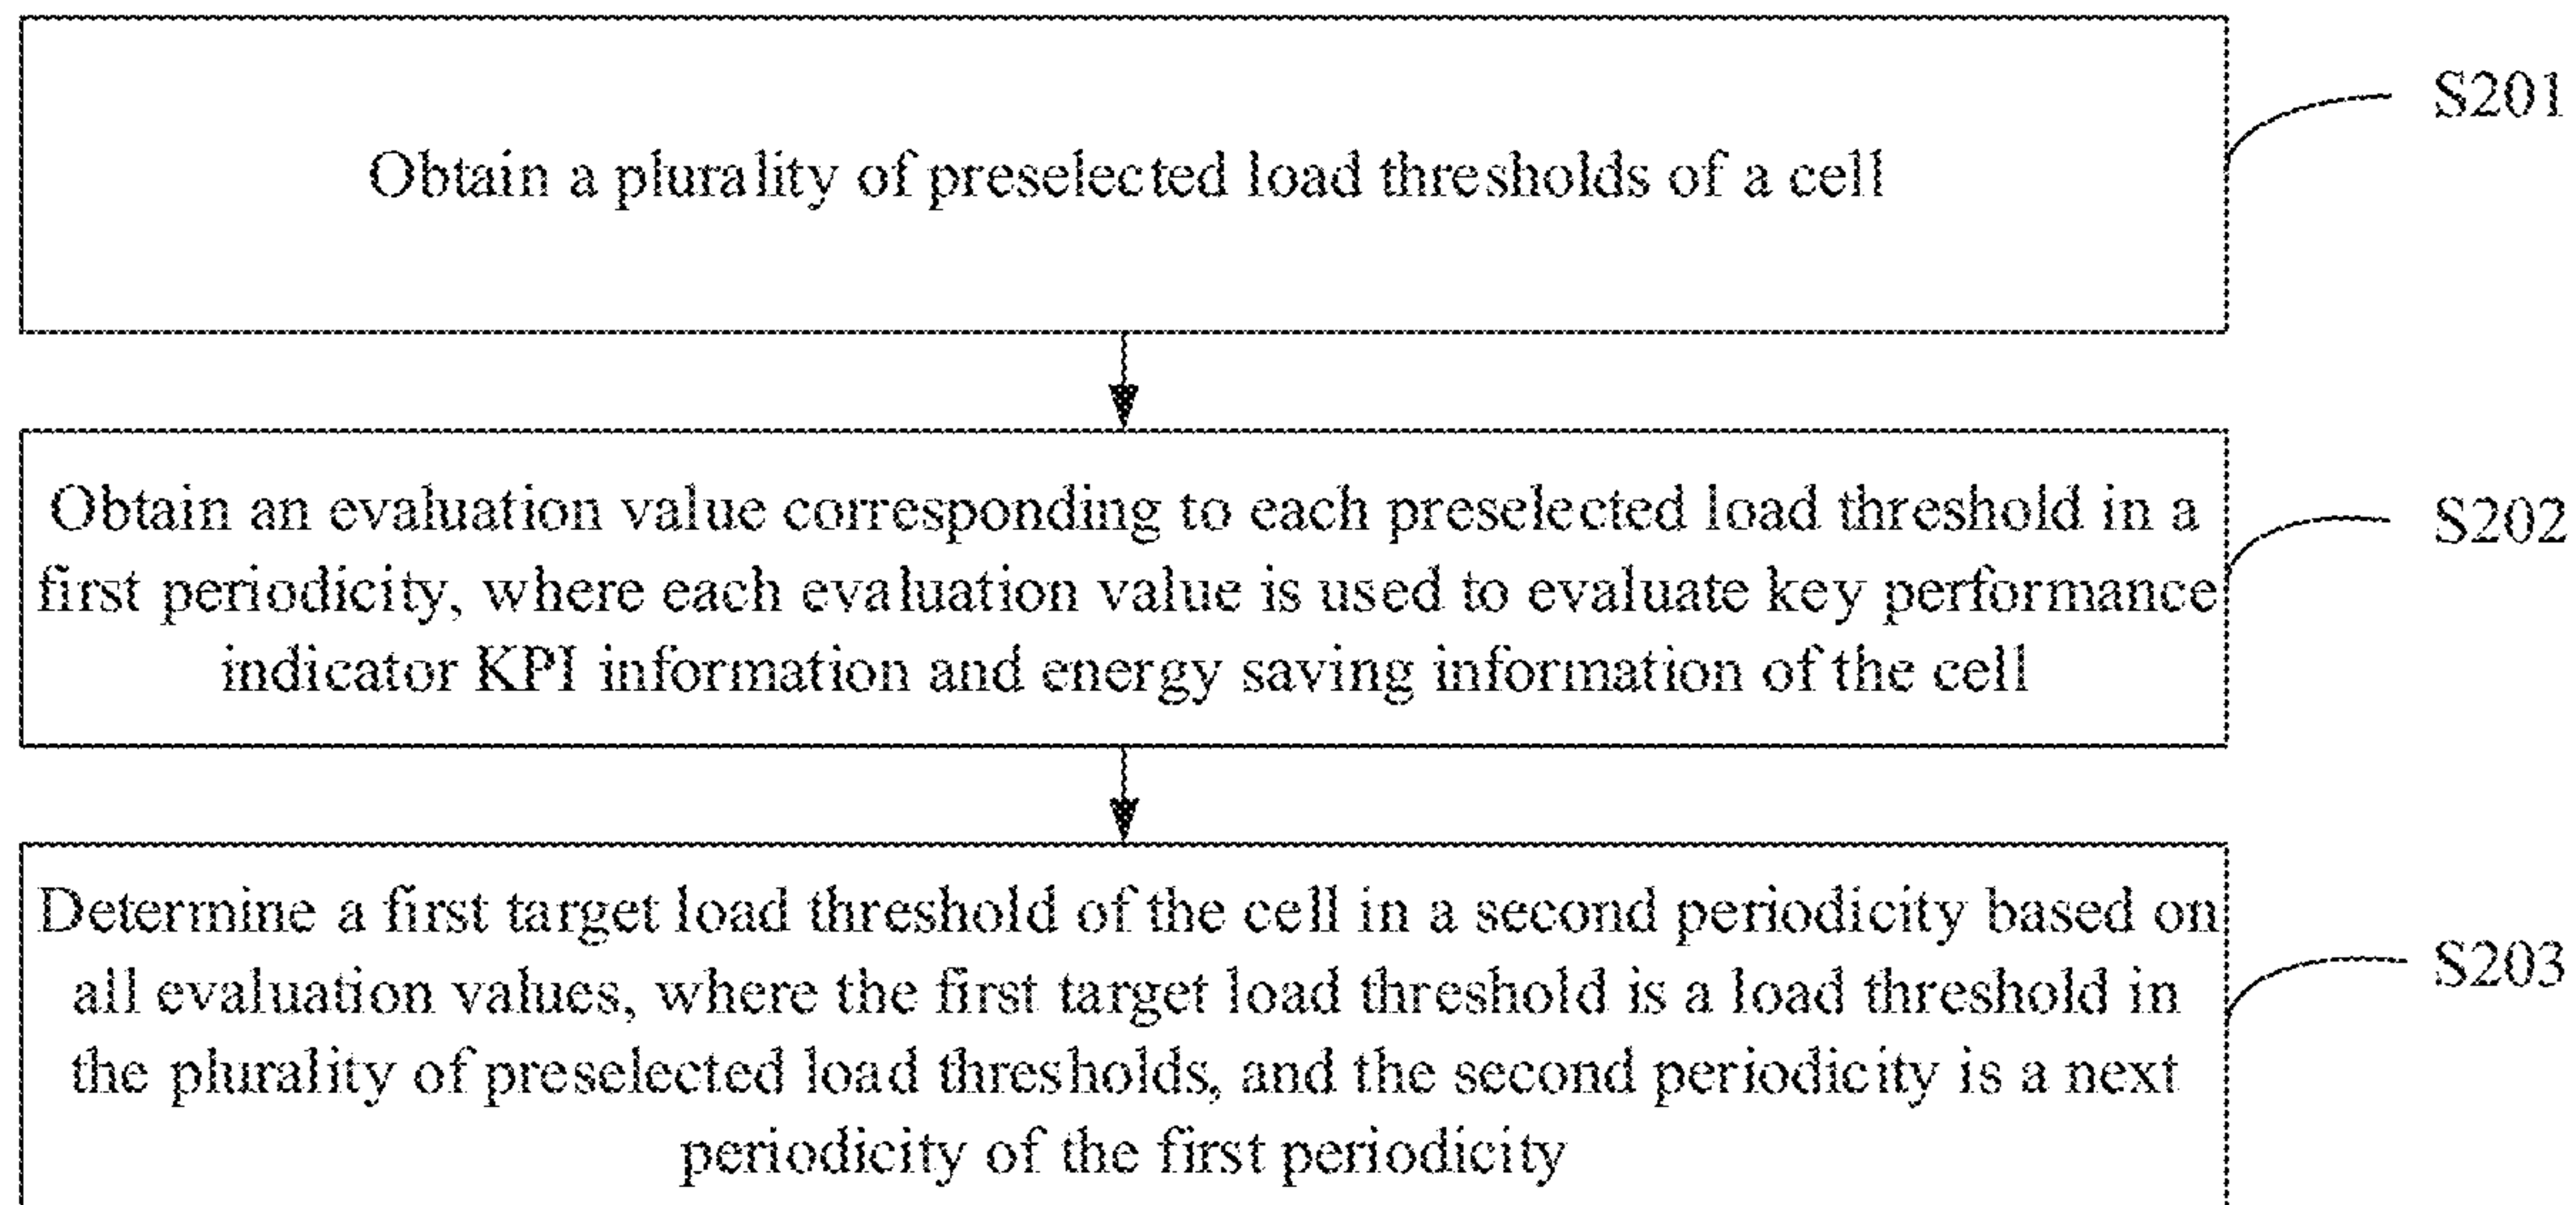 Obtain a plurality of preselected load thresholds of a cell
S201
Obtain an evaluation value corresponding to each preselected load threshold in a
first periodicity, where each evaluation value is used to evaluate key performance
indicator KPI information and energy saving information of the cell
S202
Determine a first target load threshold of the cell in a second periodicity based on
all evaluation values, where the first target load threshold is a load threshold in
the plurality of preselected load thresholds, and the second periodicity is a next
periodicity of the first periodicity
S203